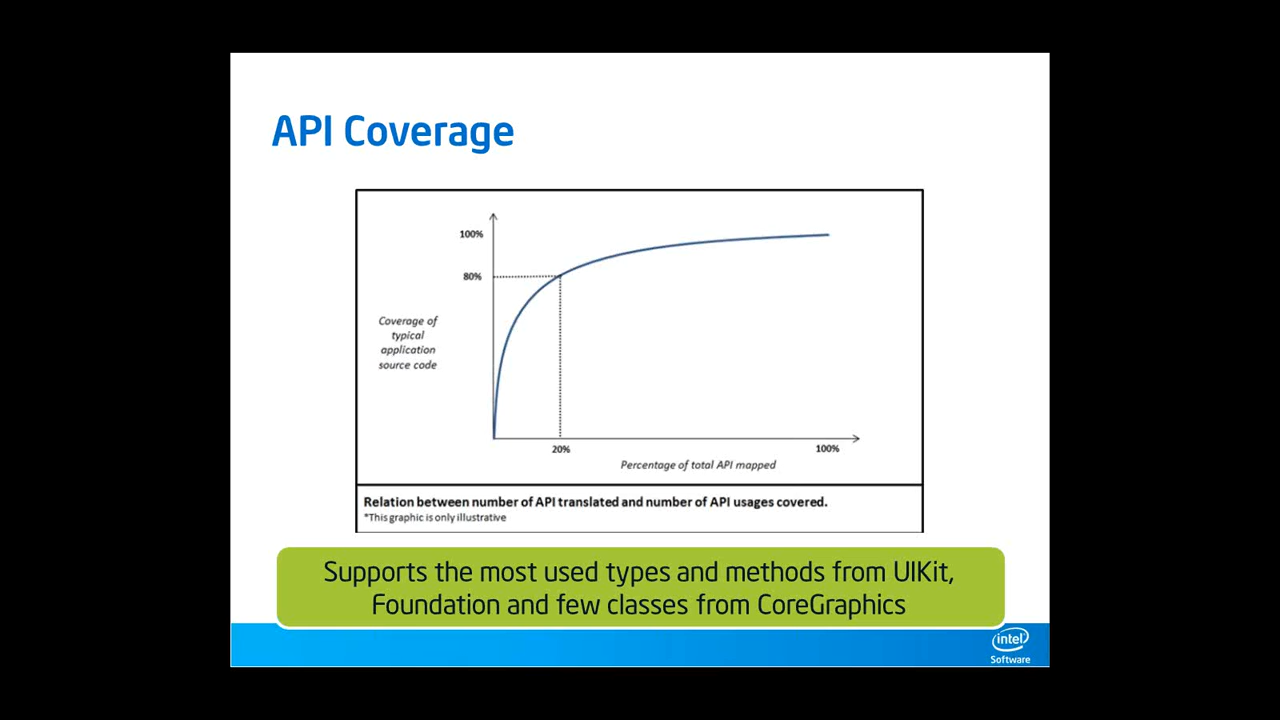 API Coverage
100%
80%
Coverage of
typical
application
source code
20%
100%
Percentage of total API mapped
Relation between number of API translated and number of API usages covered.
*This graphic is only illustrative
Supports the most used types and methods from UIKit,
Foundation and few classes from CoreGraphics
intel
Software